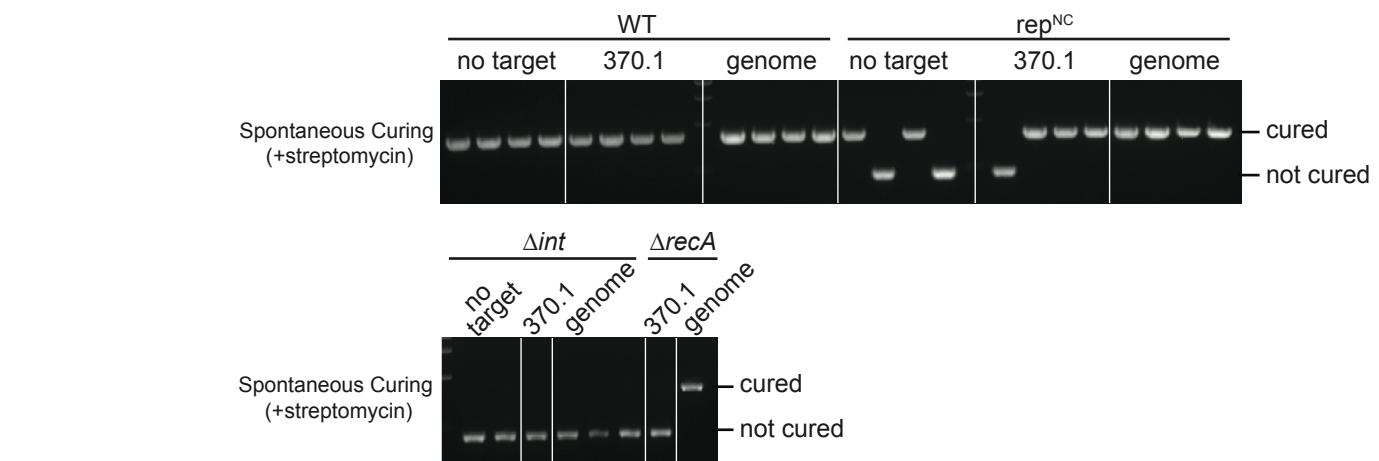 WT rep^NC
no target 370.1 genome no target 370.1 genome
Spontaneous Curing
(+streptomycin)
cured
not cured
Δint ΔrecA
no
target
370.1
genome
370.1
genome
Spontaneous Curing
(+streptomycin)
cured
not cured